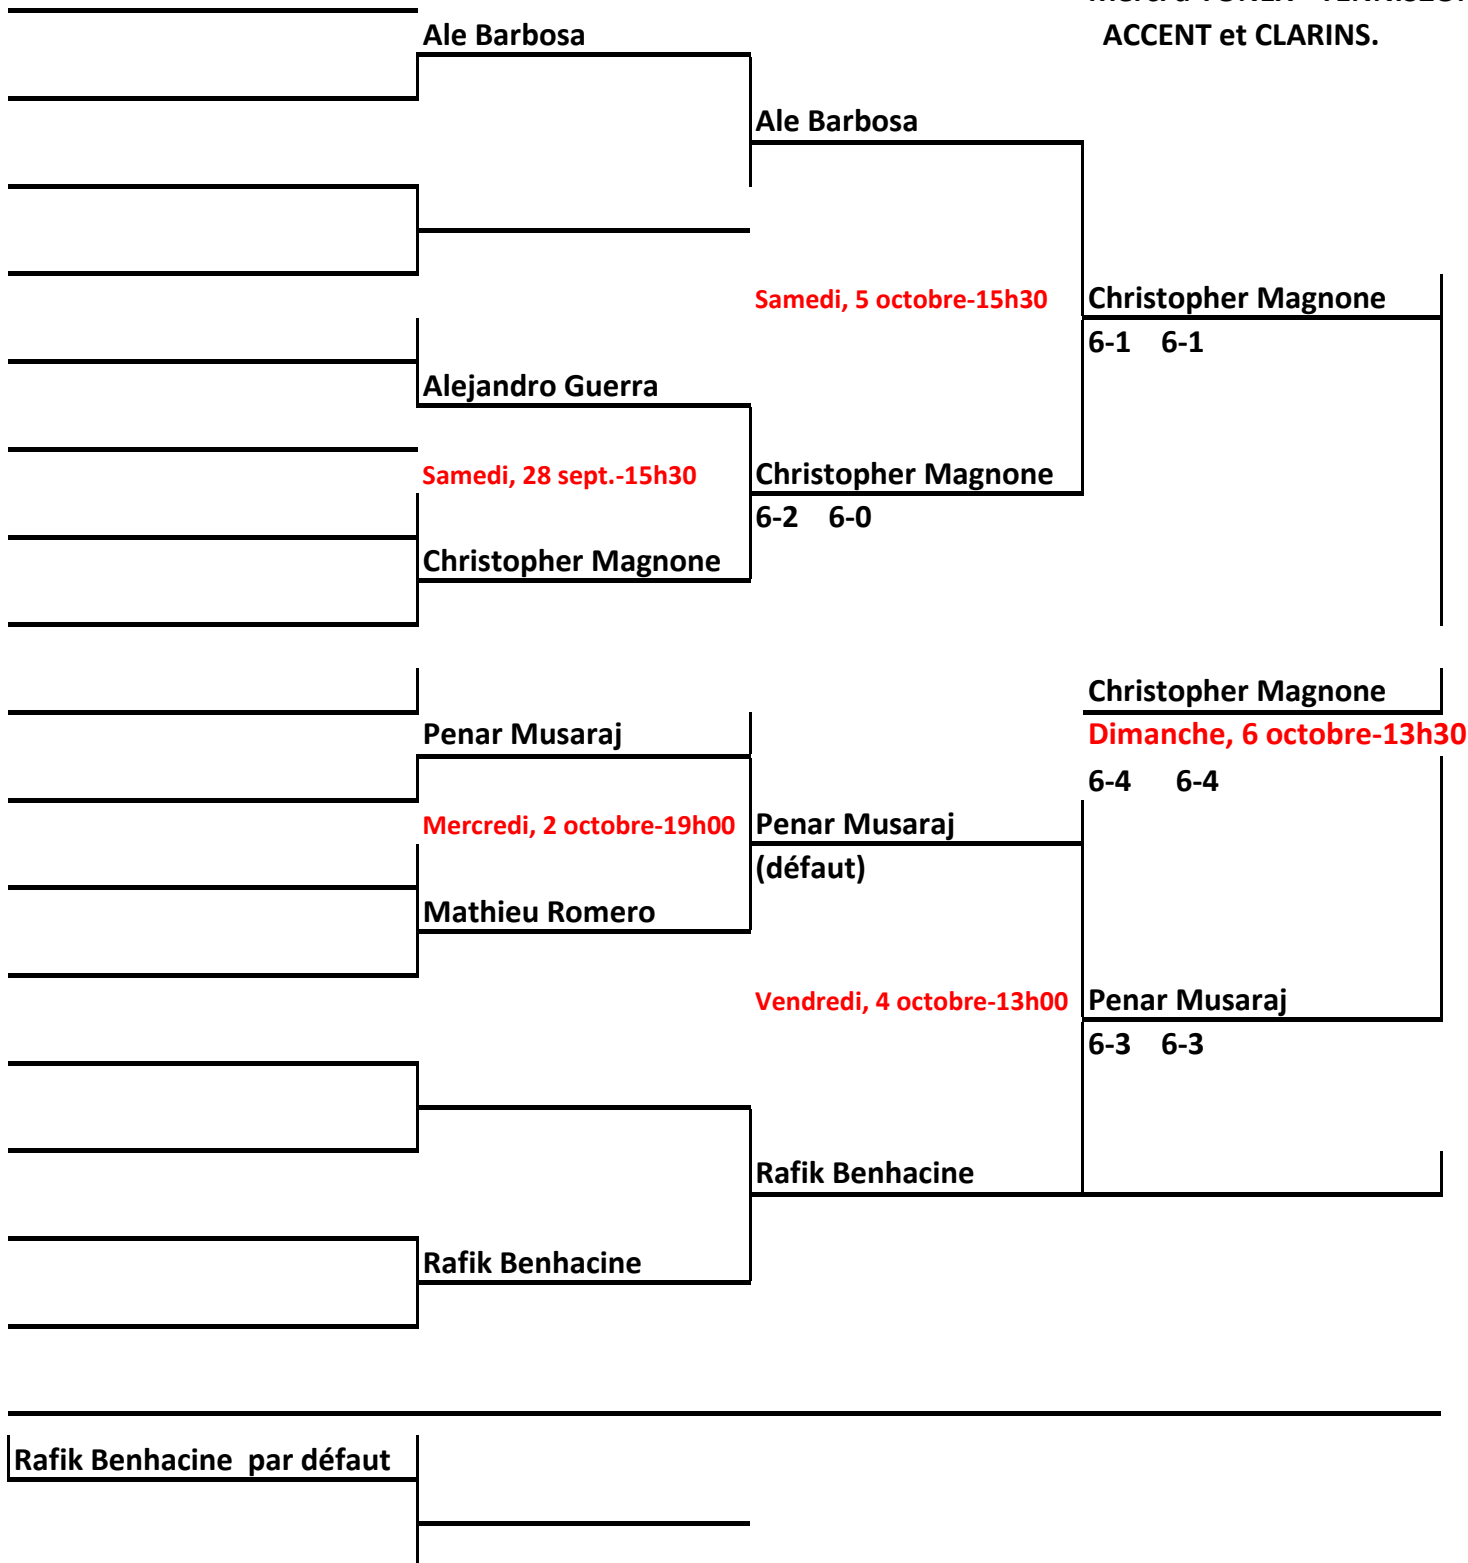 ACCENT et CLARINS.
Ale Barbosa
Ale Barbosa
Samedi, 5 octobre-15h30
Christopher Magnone
6-1 6-1
Alejandro Guerra
Samedi, 28 sept.-15h30
Christopher Magnone
6-2 6-0
Christopher Magnone
Christopher Magnone
Penar Musaraj
Dimanche, 6 octobre-13h30
6-4 6-4
Mercredi, 2 octobre-19h00
Penar Musaraj
(défaut)
Mathieu Romero
Vendredi, 4 octobre-13h00
Penar Musaraj
6-3 6-3
Rafik Benhacine
Rafik Benhacine
Rafik Benhacine par défaut